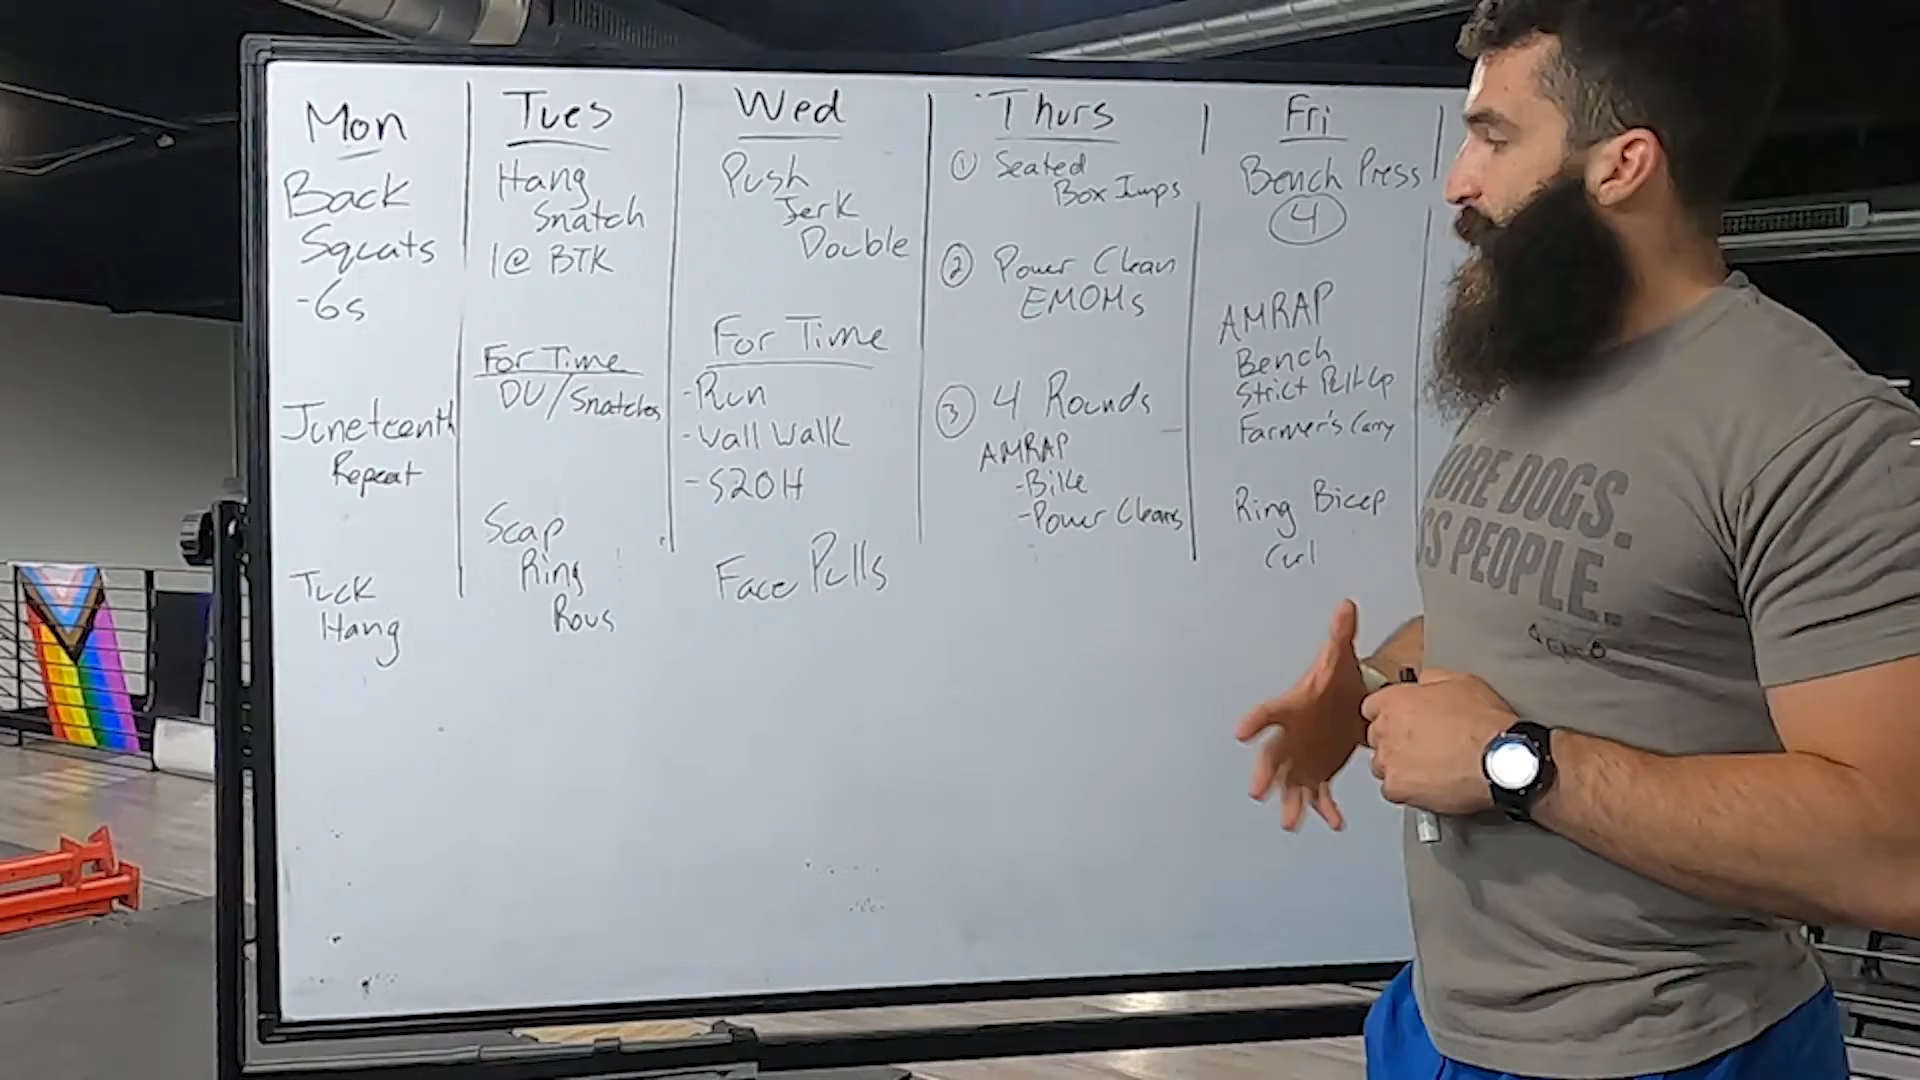 Mon
Back
Squats
-6s
Juneteenth
Repeat
Tuck
Hang
Tues
Hang
Snatch
1@ BTK
For Time
DU/Snatches
Scap
Ring
Rows
Wed
Push
Jerk
Double
For Time
-Run
-Wall Walk
-S2OH
Face Pulls
Thurs
① Seated
Box Jumps
② Power Clean
EMOMs
③ 4 Rounds
AMRAP
-Bike
-Power Cleans
Fri
Bench Press
4
AMRAP
Bench
Strict Pull Up
Farmer's Carry
Ring Bicep
Curl
MORE DOGS.
SS PEOPLE.